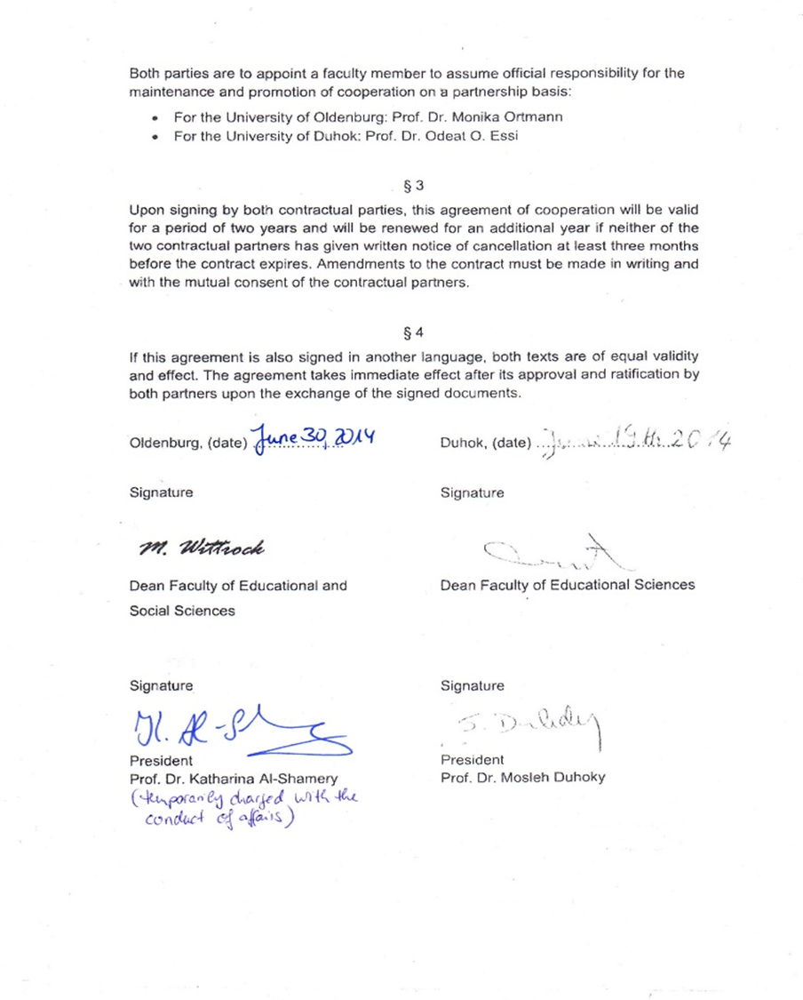 Both parties are to appoint a faculty member to assume official responsibility for the
maintenance and promotion of cooperation on a partnership basis:
• For the University of Oldenburg: Prof. Dr. Monika Ortmann
• For the University of Duhok: Prof. Dr. Odeat O. Essi
§ 3
Upon signing by both contractual parties, this agreement of cooperation will be valid
for a period of two years and will be renewed for an additional year if neither of the
two contractual partners has given written notice of cancellation at least three months
before the contract expires. Amendments to the contract must be made in writing and
with the mutual consent of the contractual partners.
§ 4
If this agreement is also signed in another language, both texts are of equal validity
and effect. The agreement takes immediate effect after its approval and ratification by
both partners upon the exchange of the signed documents.
Oldenburg, (date) June 30, 2014
Duhok, (date) June 19th 2014
Signature
Signature
M. Wittrock
Dean Faculty of Educational and
Social Sciences
Dean Faculty of Educational Sciences
Signature
Signature
K. Al-Sh
President
President
Prof. Dr. Katharina Al-Shamery
Prof. Dr. Mosleh Duhoky
(temporarily charged with the
conduct of affairs)